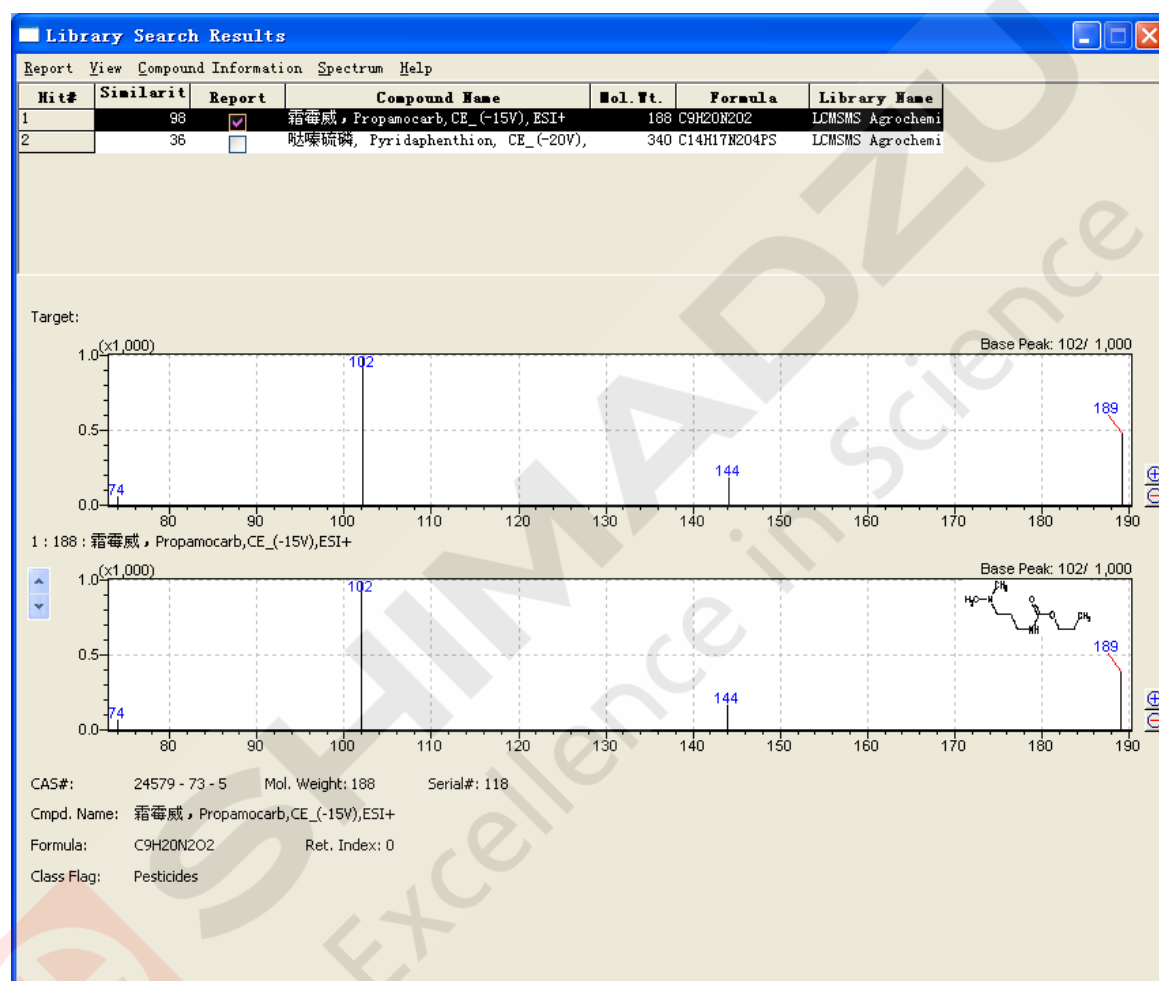 Library Search Results
Report View Compound Information Spectrum Help
Hit# Similarit Report Compound Name Mol.Wt. Formula Library Name
1 98 霜霉威，Propamocarb,CE_(-15V),ESI+ 188 C9H20N2O2 LCMSMS Agrochemi
2 36 哒嗪硫磷, Pyridaphenthion, CE_(-20V), 340 C14H17N2O4PS LCMSMS Agrochemi
Target:
(x1,000) Base Peak: 102/ 1,000
1.0
102
189
0.5
144
74
0.0
80 90 100 110 120 130 140 150 160 170 180 190
1 : 188 : 霜霉威，Propamocarb,CE_(-15V),ESI+
(x1,000) Base Peak: 102/ 1,000
1.0
102
CH3
H3C N O O CH3
NH
189
0.5
144
74
0.0
80 90 100 110 120 130 140 150 160 170 180 190
CAS#: 24579 - 73 - 5 Mol. Weight: 188 Serial#: 118
Cmpd. Name: 霜霉威，Propamocarb,CE_(-15V),ESI+
Formula: C9H20N2O2 Ret. Index: 0
Class Flag: Pesticides
SHIMADZU
Excellence in Science